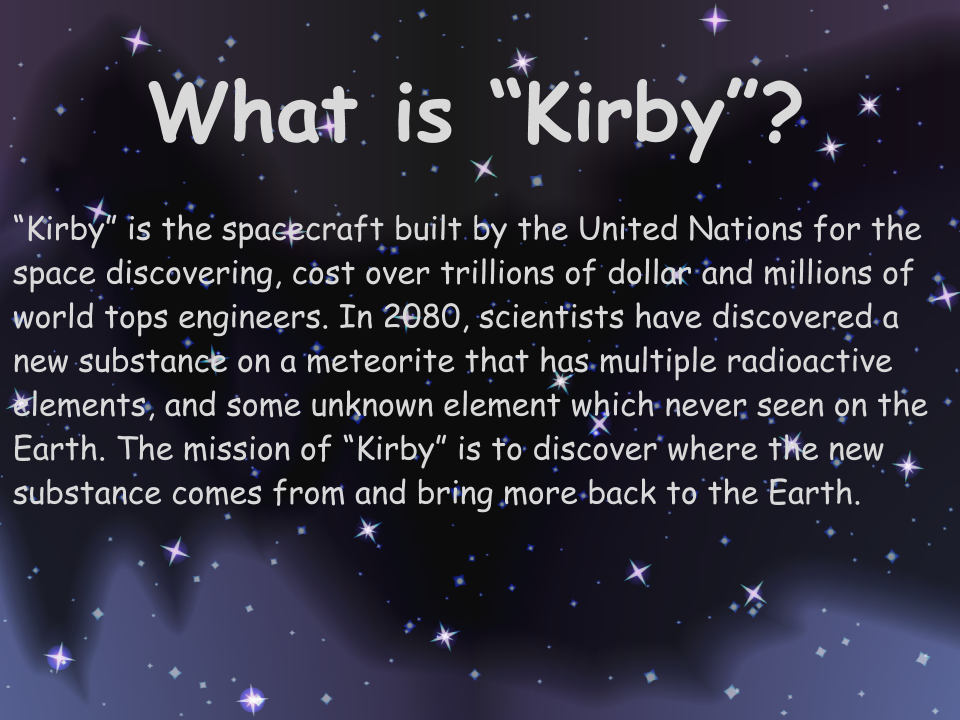 What is “Kirby”?
“Kirby” is the spacecraft built by the United Nations for the
space discovering, cost over trillions of dollar and millions of
world tops engineers. In 2080, scientists have discovered a
new substance on a meteorite that has multiple radioactive
elements, and some unknown element which never seen on the
Earth. The mission of “Kirby” is to discover where the new
substance comes from and bring more back to the Earth.